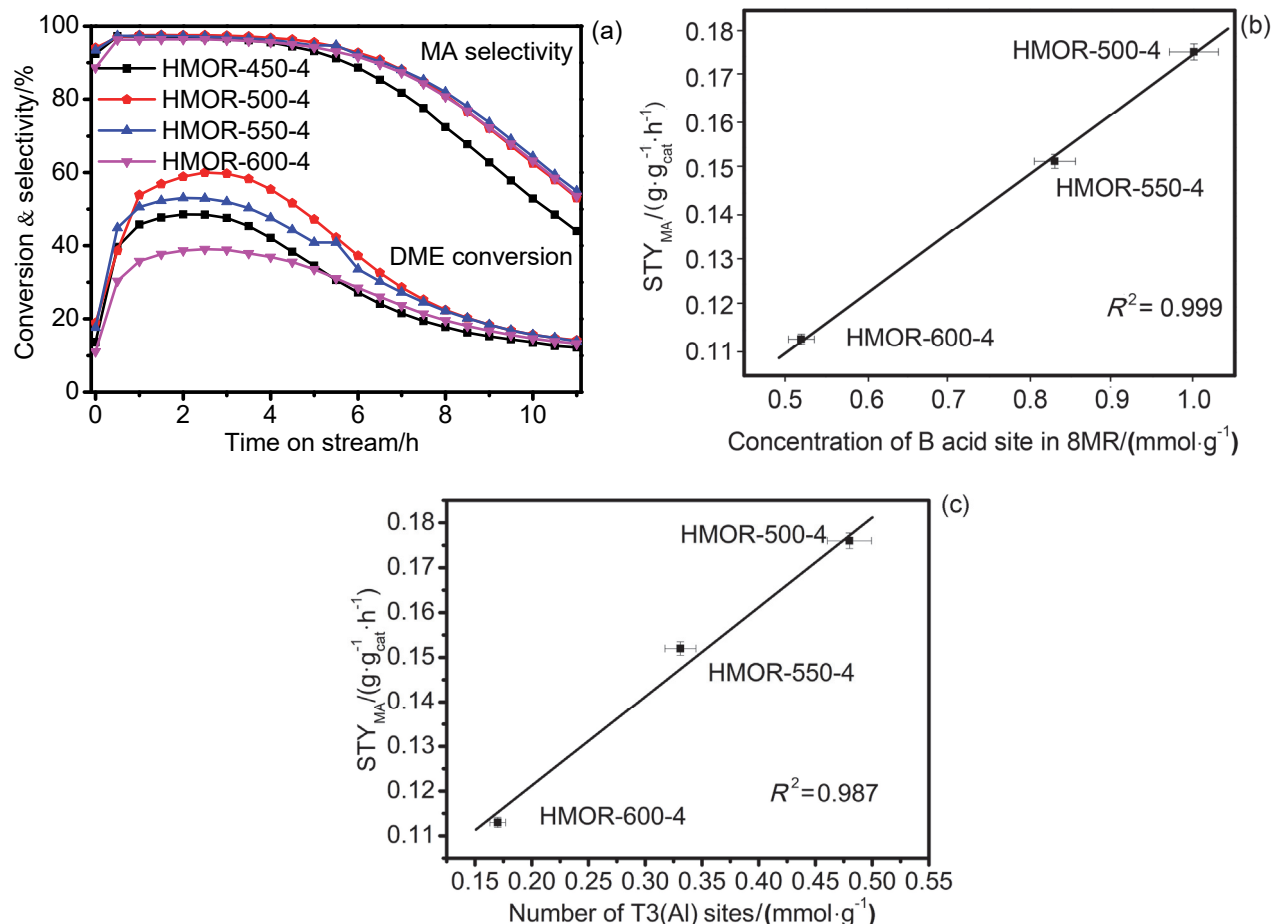 100
80
60
40
20
0
Conversion & selectivity/%
(a)
MA selectivity
HMOR-450-4
HMOR-500-4
HMOR-550-4
HMOR-600-4
DME conversion
0 2 4 6 8 10
Time on stream/h
(b)
0.18
0.17
0.16
0.15
0.14
0.13
0.12
0.11
STY_MA/(g·g_cat^-1·h^-1)
HMOR-500-4
HMOR-550-4
HMOR-600-4
R² = 0.999
0.5 0.6 0.7 0.8 0.9 1.0
Concentration of B acid site in 8MR/(mmol·g⁻¹)
(c)
0.18
0.17
0.16
0.15
0.14
0.13
0.12
0.11
STY_MA/(g·g_cat^-1·h^-1)
HMOR-500-4
HMOR-550-4
HMOR-600-4
R² = 0.987
0.15 0.20 0.25 0.30 0.35 0.40 0.45 0.50 0.55
Number of T3(Al) sites/(mmol·g⁻¹)